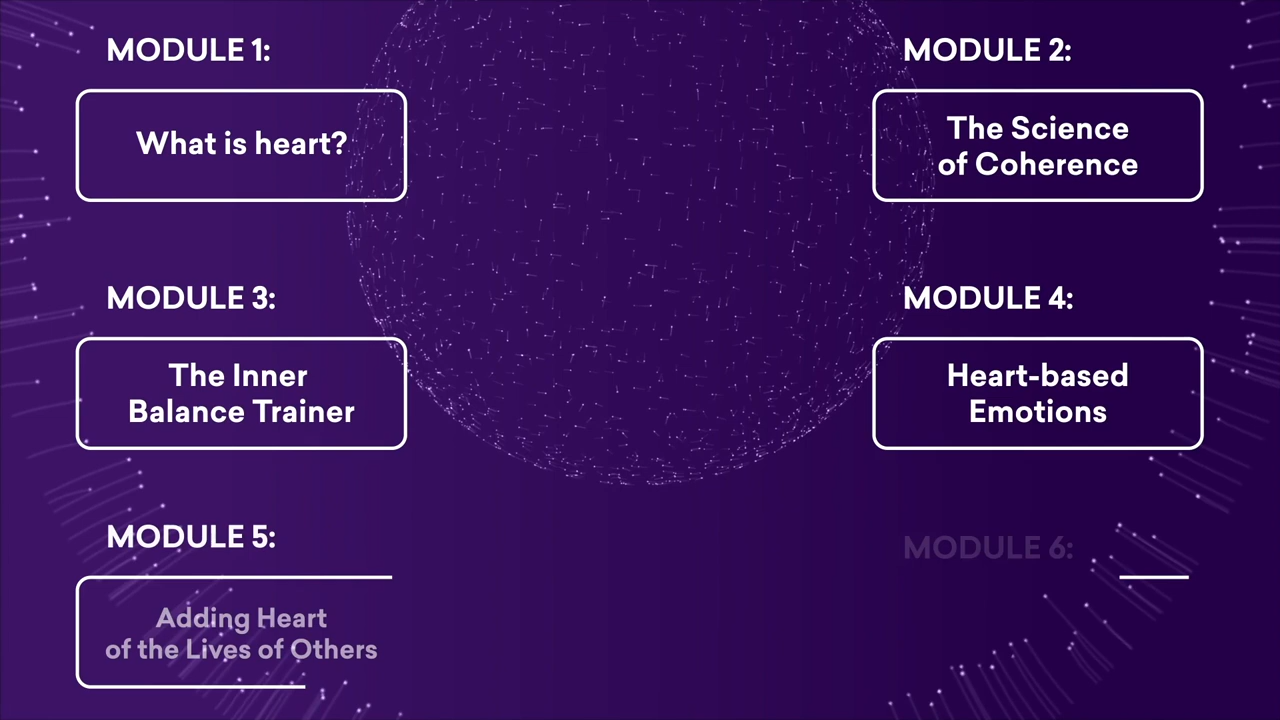 MODULE 1:
What is heart?
MODULE 2:
The Science
of Coherence
MODULE 3:
The Inner
Balance Trainer
MODULE 4:
Heart-based
Emotions
MODULE 5:
Adding Heart
of the Lives of Others
MODULE 6: